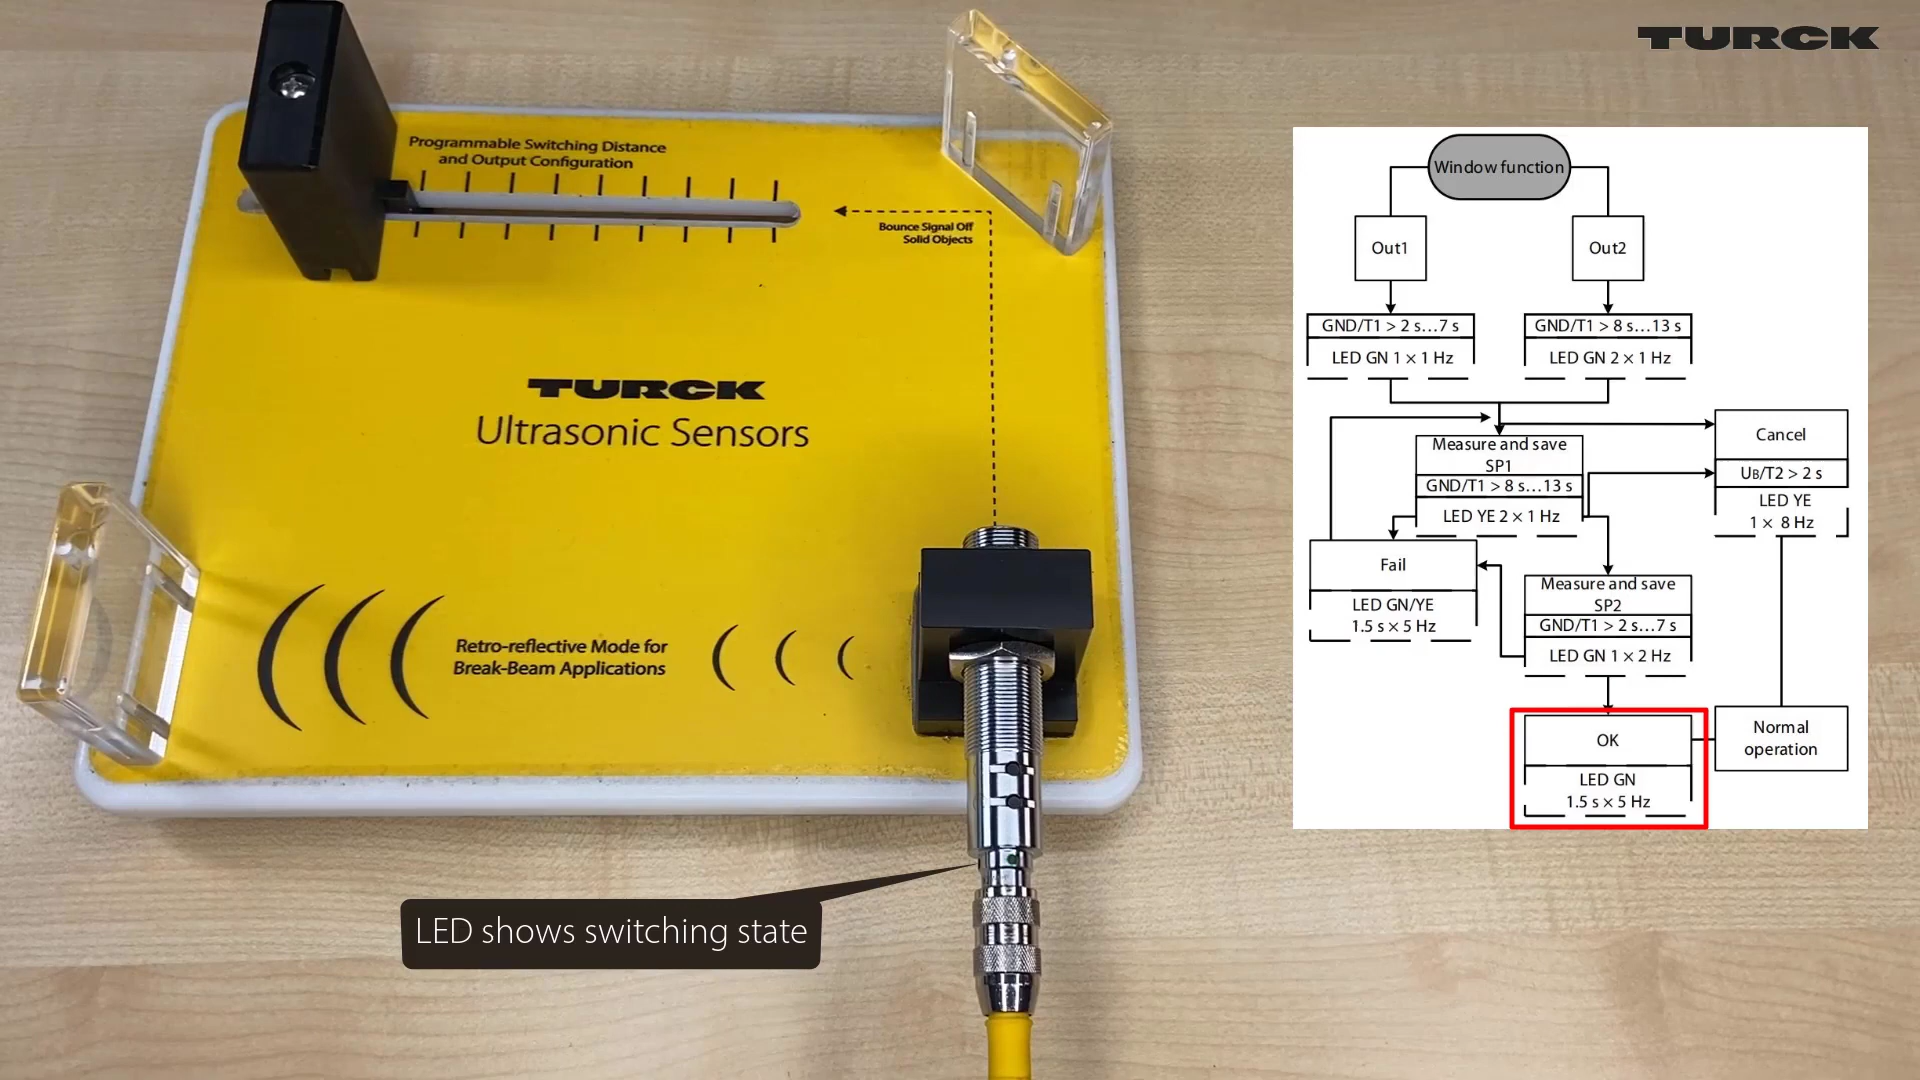 TURCK
Programmable Switching Distance
and Output Configuration
Bounce Signal Off
Solid Objects
TURCK
Ultrasonic Sensors
Retro-reflective Mode for
Break-Beam Applications
LED shows switching state
Window function
Out1
Out2
GND/T1 > 2 s...7 s
LED GN 1 × 1 Hz
GND/T1 > 8 s...13 s
LED GN 2 × 1 Hz
Measure and save
SP1
GND/T1 > 8 s...13 s
LED YE 2 × 1 Hz
Cancel
UB/T2 > 2 s
LED YE
1 × 8 Hz
Fail
LED GN/YE
1.5 s × 5 Hz
Measure and save
SP2
GND/T1 > 2 s...7 s
LED GN 1 × 2 Hz
OK
LED GN
1.5 s × 5 Hz
Normal
operation